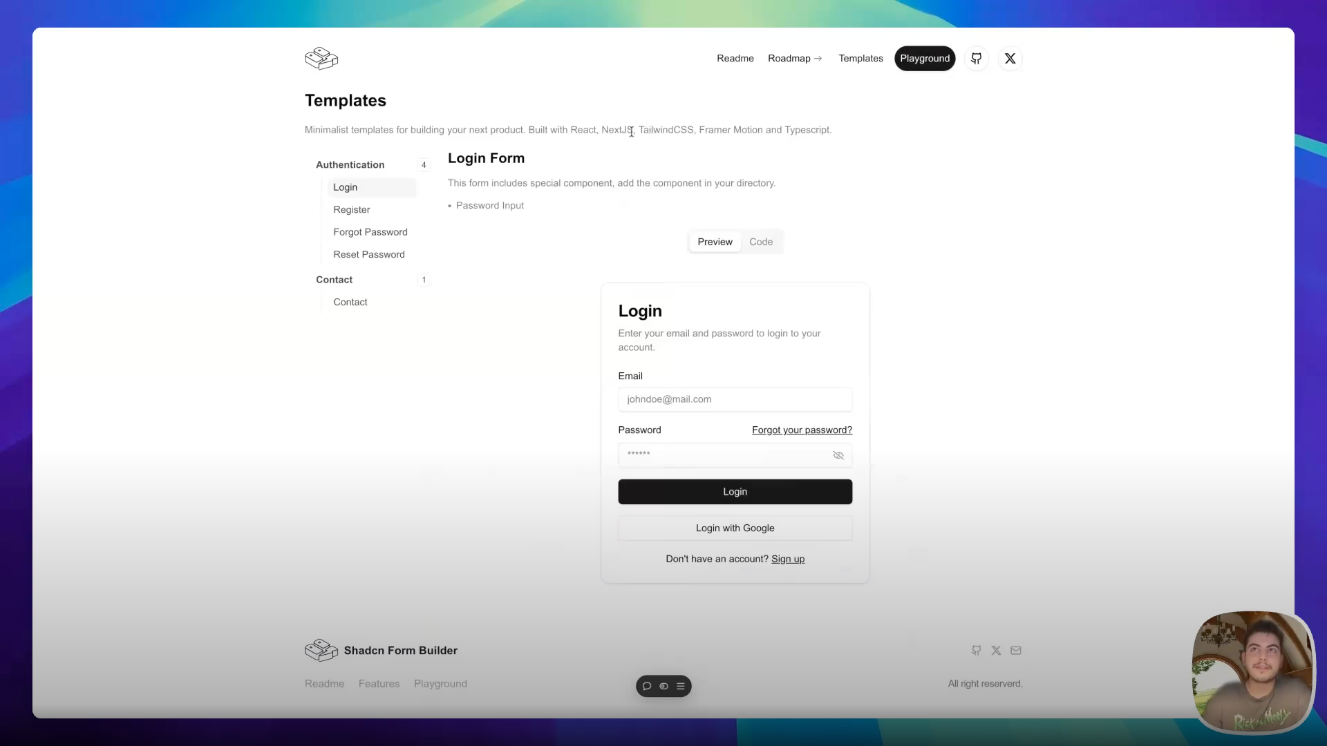 Readme Roadmap → Templates Playground
Templates
Minimalist templates for building your next product. Built with React, NextJS, TailwindCSS, Framer Motion and Typescript.
Authentication 4
Login
Register
Forgot Password
Reset Password
Contact 1
Contact
Login Form
This form includes special component, add the component in your directory.
• Password Input
Preview Code
Login
Enter your email and password to login to your
account.
Email
johndoe@mail.com
Password Forgot your password?
******
Login
Login with Google
Don't have an account? Sign up
Shadcn Form Builder
Readme Features Playground
All right reserverd.